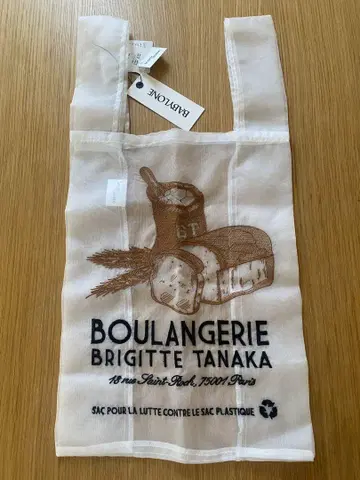 BABYLONE
BOULANGERIE
BRIGITTE TANAKA
18 rue Saint-Roch, 75001 Paris
SAC POUR LA LUTTE CONTRE LE SAC PLASTIQUE